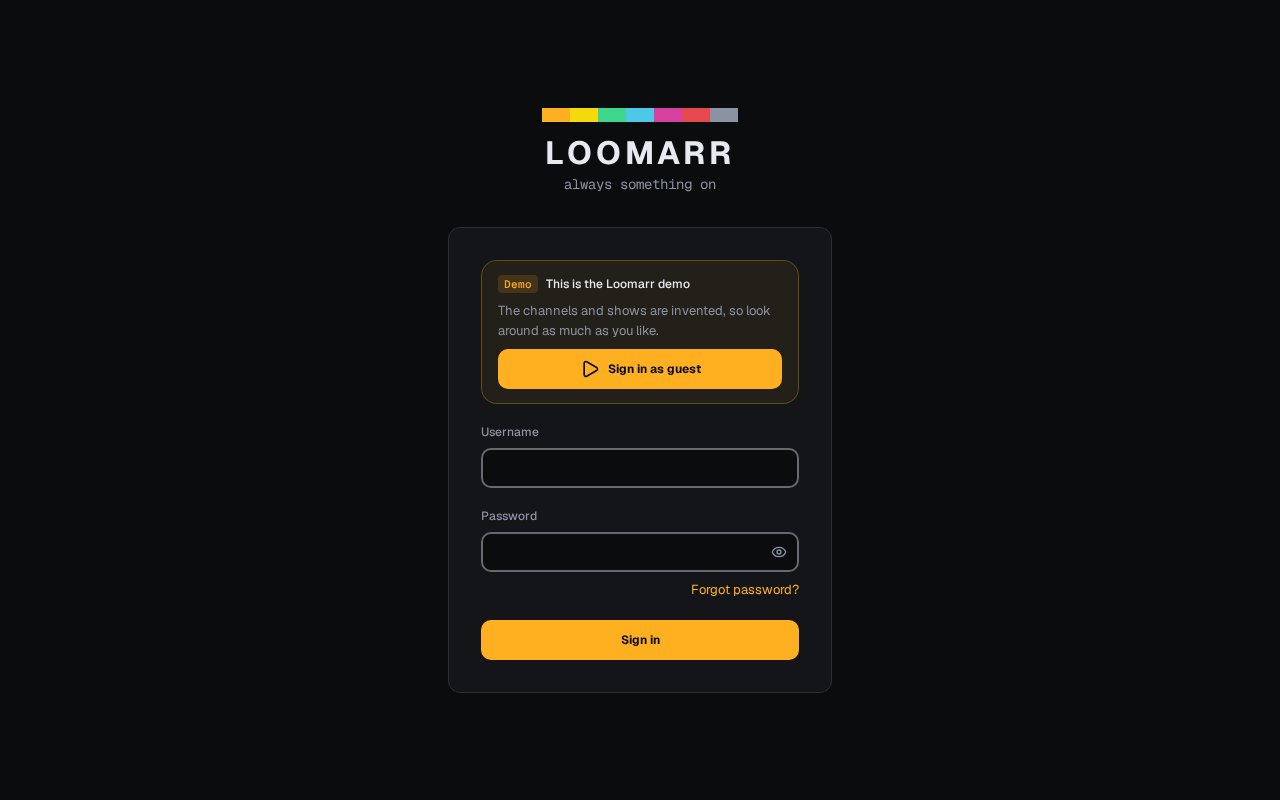 LOOMARR
always something on
Demo This is the Loomarr demo
The channels and shows are invented, so look
around as much as you like.
Sign in as guest
Username
Password
Forgot password?
Sign in